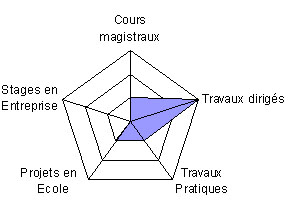 Cours
magistraux
Stages en
Entreprise
Travaux dirigés
Projets en
Ecole
Travaux
Pratiques